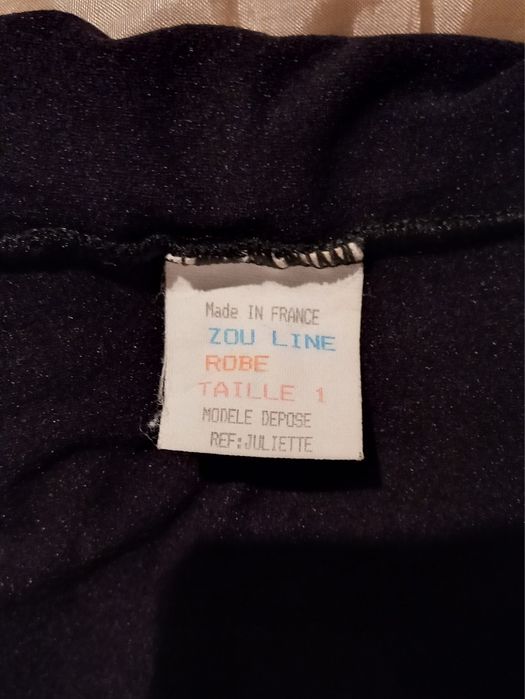 Made IN FRANCE
ZOU LINE
ROBE
TAILLE 1
MODELE DEPOSE
REF:JULIETTE